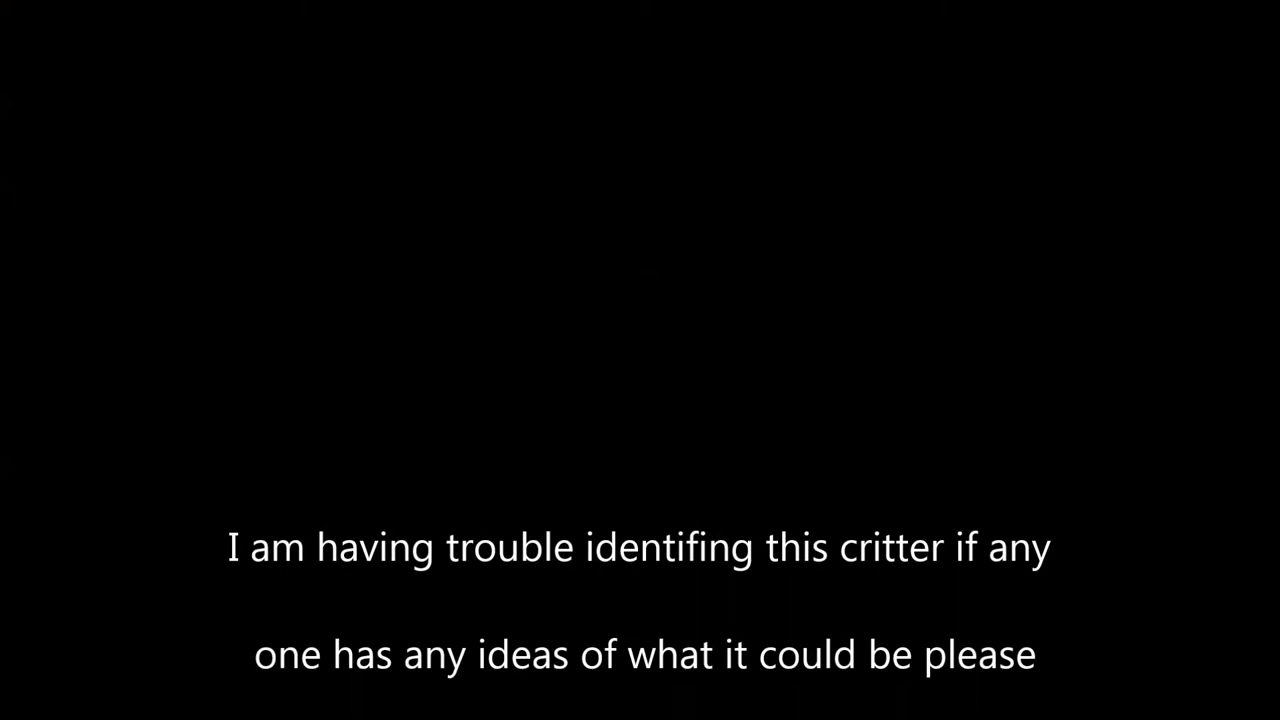 I am having trouble identifing this critter if any
one has any ideas of what it could be please